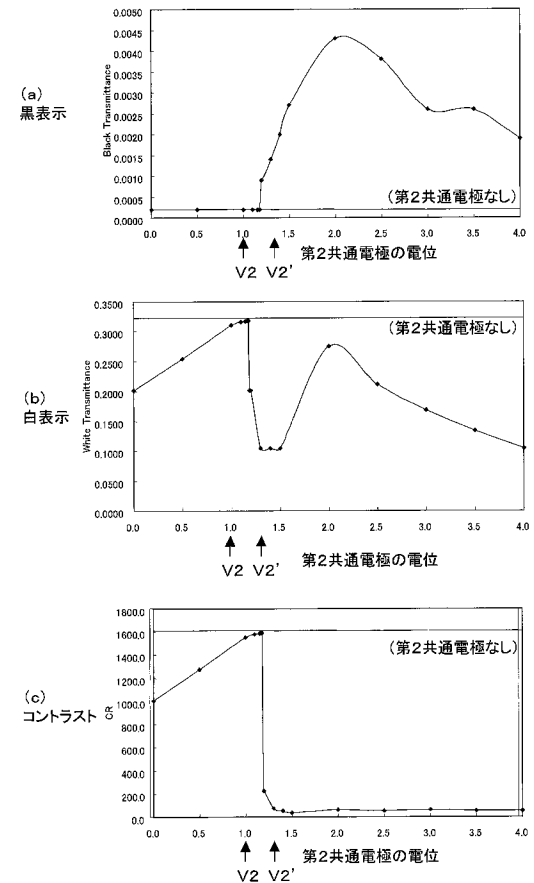 (a)
黒表示
Black Transmittance
0.0050
0.0045
0.0040
0.0035
0.0030
0.0025
0.0020
0.0015
0.0010
0.0005
0.0000
(第2共通電極なし)
0.0 0.5 1.0 1.5 2.0 2.5 3.0 3.5 4.0
V2 V2' 第2共通電極の電位
(b)
白表示
White Transmittance
0.3500
0.3000
0.2500
0.2000
0.1500
0.1000
0.0500
0.0000
(第2共通電極なし)
0.0 0.5 1.0 1.5 2.0 2.5 3.0 3.5 4.0
V2 V2' 第2共通電極の電位
(c)
コントラスト
CR
1800.0
1600.0
1400.0
1200.0
1000.0
800.0
600.0
400.0
200.0
0.0
(第2共通電極なし)
0.0 0.5 1.0 1.5 2.0 2.5 3.0 3.5 4.0
V2 V2' 第2共通電極の電位